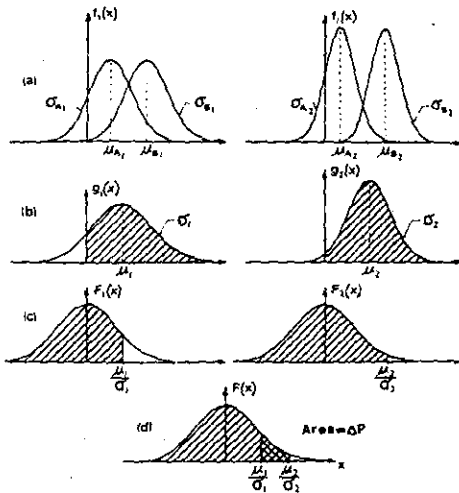 f₁(x) f₂(x)
(a) σA₁ σB₁ σA₂ σB₂
μA₁ μB₁ μA₂ μB₂
g₁(x) g₂(x)
(b) σ₁ σ₂
μ₁ μ₂
F₁(x) F₂(x)
(c)
μ₁/σ₁ μ₂/σ₂
F(x)
(d) Area=ΔP
μ₁/σ₁ μ₂/σ₂ x